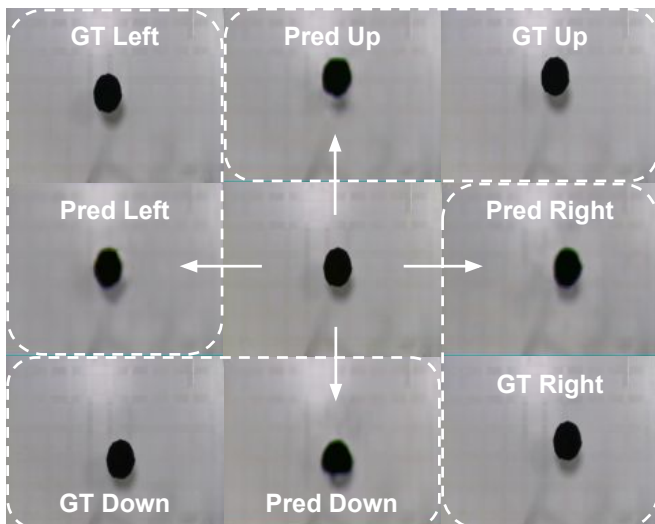 GT Left
Pred Up
GT Up
Pred Left
Pred Right
GT Right
GT Down
Pred Down